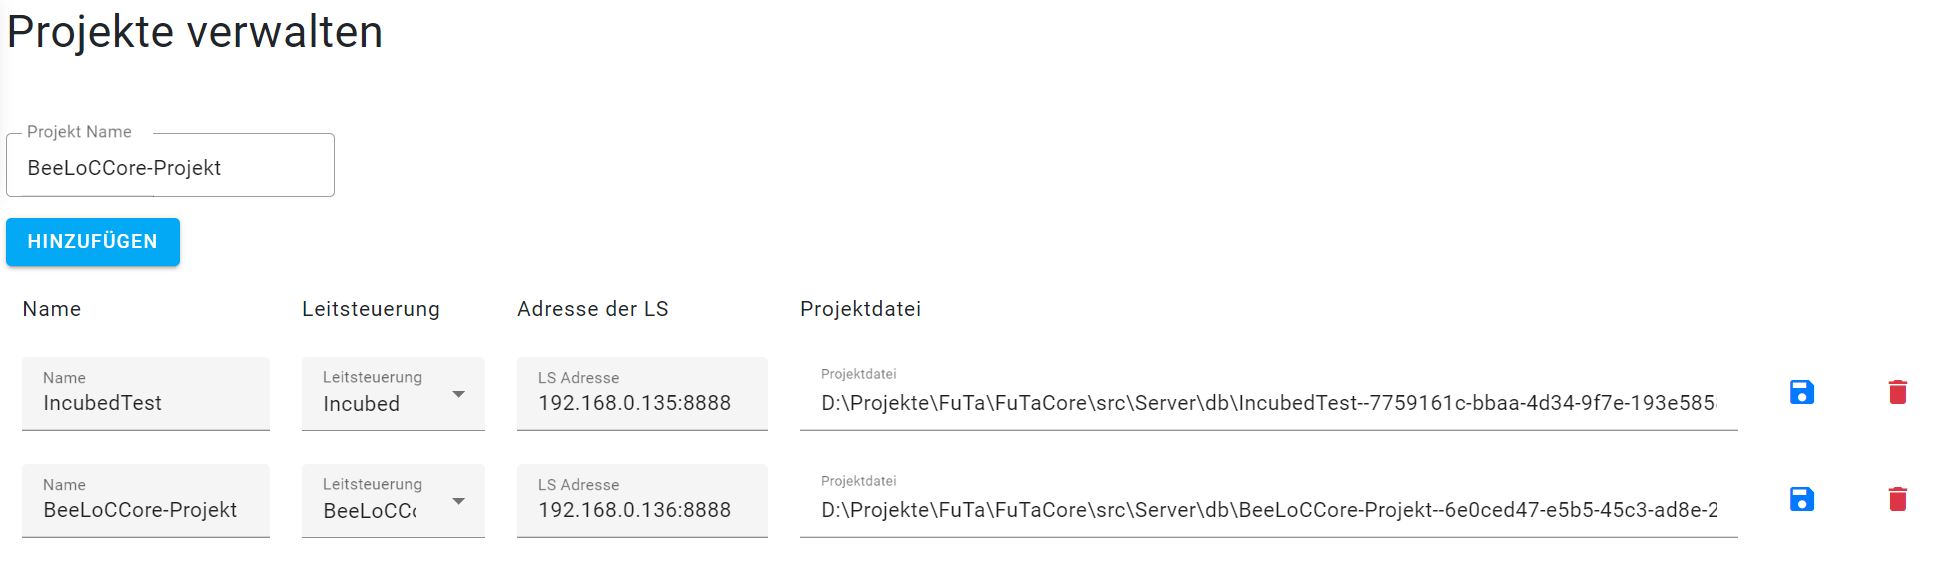 Projekte verwalten
Projekt Name
BeeLoCCore-Projekt
HINZUFÜGEN
Name Leitsteuerung Adresse der LS Projektdatei
Name Leitsteuerung LS Adresse Projektdatei
IncubedTest Incubed 192.168.0.135:8888 D:\Projekte\FuTa\FuTaCore\src\Server\db\IncubedTest--7759161c-bbaa-4d34-9f7e-193e585
Name Leitsteuerung LS Adresse Projektdatei
BeeLoCCore-Projekt BeeLoCC 192.168.0.136:8888 D:\Projekte\FuTa\FuTaCore\src\Server\db\BeeLoCCore-Projekt--6e0ced47-e5b5-45c3-ad8e-2